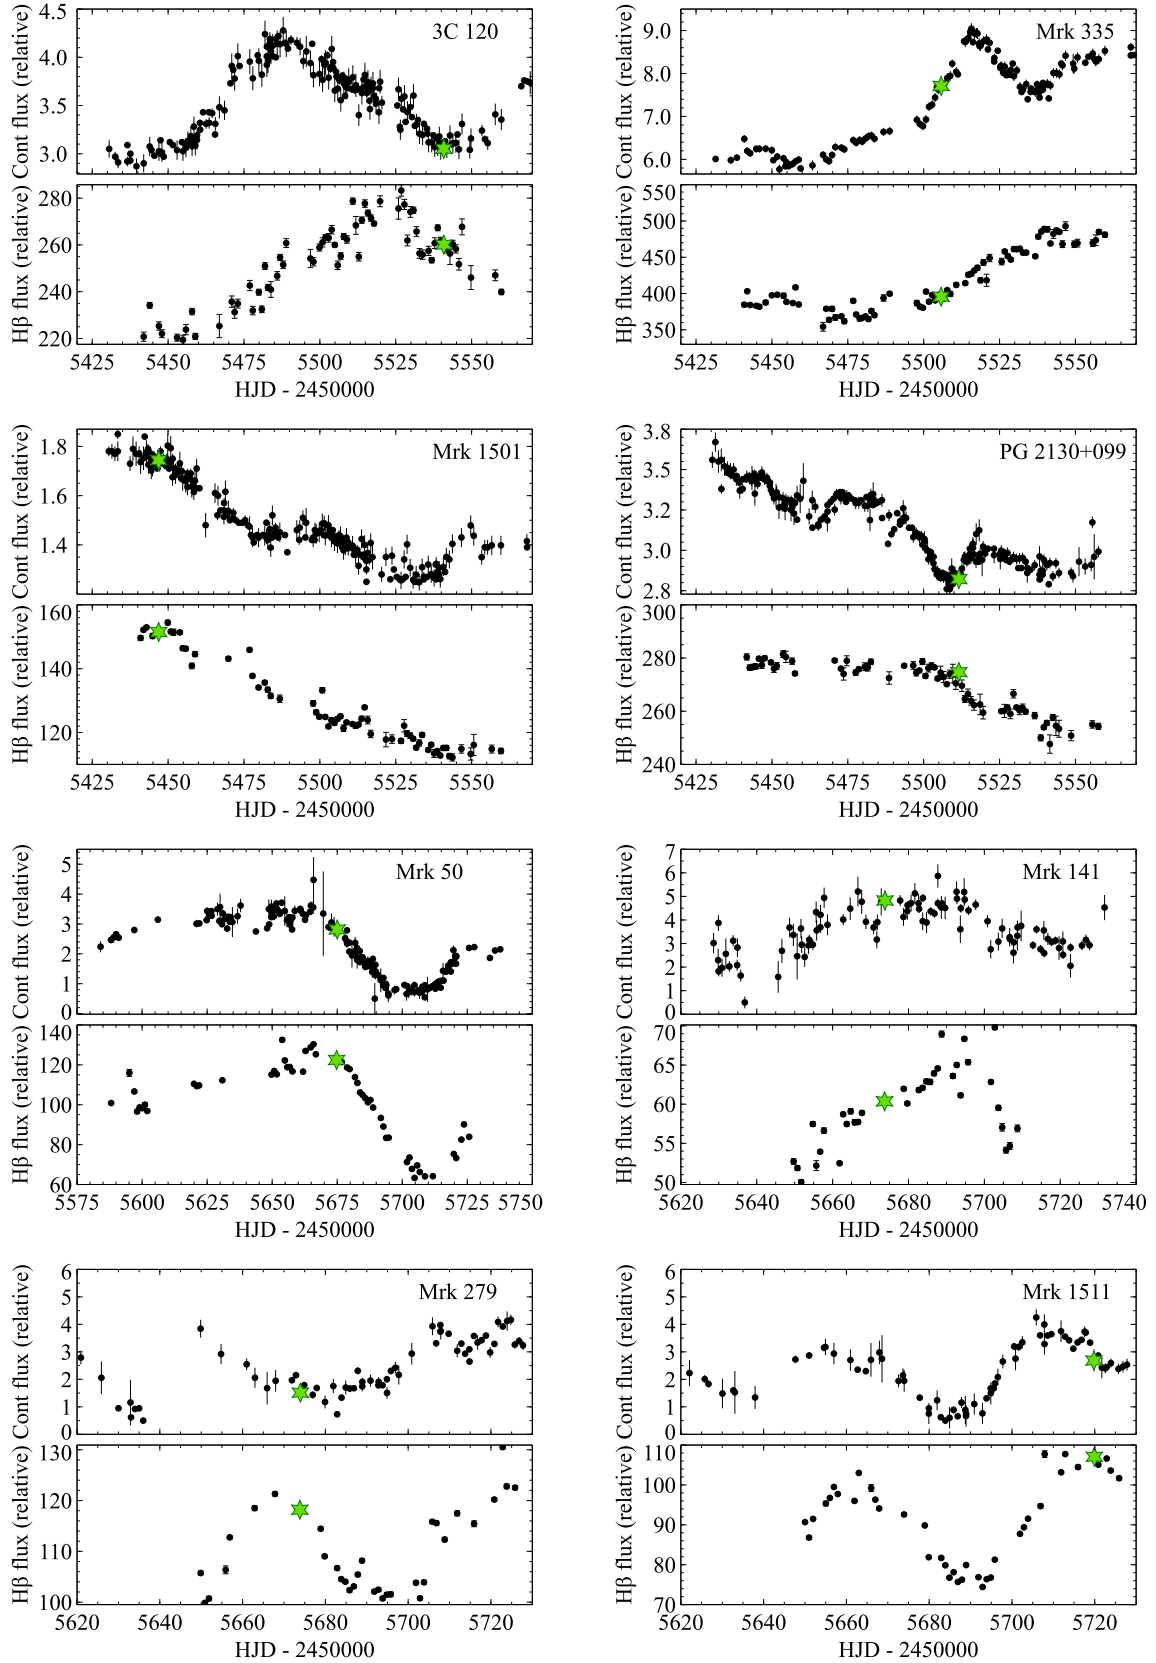 3C 120
Cont flux (relative)
4.5
4.0
3.5
3.0
Hβ flux (relative)
280
260
240
220
5425 5450 5475 5500 5525 5550
HJD - 2450000
Mrk 335
Cont flux (relative)
9.0
8.0
7.0
6.0
Hβ flux (relative)
550
500
450
400
350
5425 5450 5475 5500 5525 5550
HJD - 2450000
Mrk 1501
Cont flux (relative)
1.8
1.6
1.4
Hβ flux (relative)
160
140
120
5425 5450 5475 5500 5525 5550
HJD - 2450000
PG 2130+099
Cont flux (relative)
3.8
3.5
3.2
3.0
2.8
Hβ flux (relative)
300
280
260
240
5425 5450 5475 5500 5525 5550
HJD - 2450000
Mrk 50
Cont flux (relative)
5
4
3
2
1
0
Hβ flux (relative)
140
120
100
80
60
5575 5600 5625 5650 5675 5700 5725 5750
HJD - 2450000
Mrk 141
Cont flux (relative)
7
6
5
4
3
2
1
0
Hβ flux (relative)
70
65
60
55
50
5620 5640 5660 5680 5700 5720 5740
HJD - 2450000
Mrk 279
Cont flux (relative)
6
5
4
3
2
1
0
Hβ flux (relative)
130
120
110
100
5620 5640 5660 5680 5700 5720
HJD - 2450000
Mrk 1511
Cont flux (relative)
6
5
4
3
2
1
0
Hβ flux (relative)
110
100
90
80
70
5620 5640 5660 5680 5700 5720
HJD - 2450000